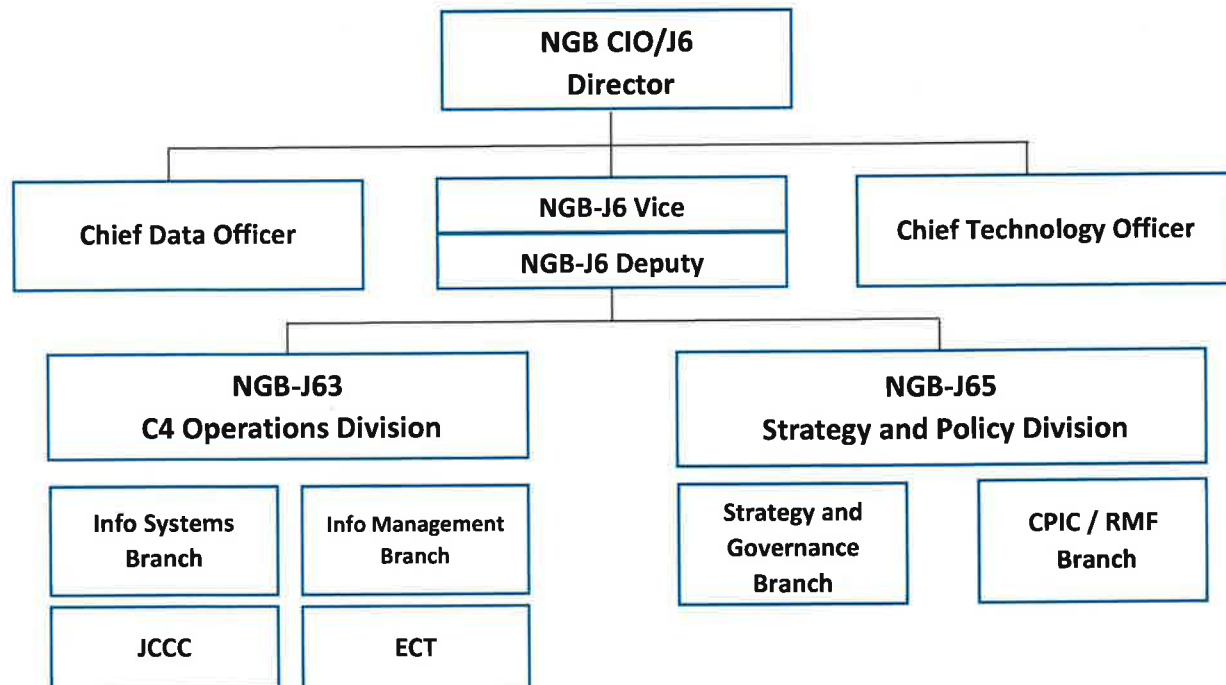 NGB CIO/J6
Director
Chief Data Officer
NGB-J6 Vice
NGB-J6 Deputy
Chief Technology Officer
NGB-J63
C4 Operations Division
NGB-J65
Strategy and Policy Division
Info Systems
Branch
Info Management
Branch
Strategy and
Governance
Branch
CPIC / RMF
Branch
JCCC
ECT